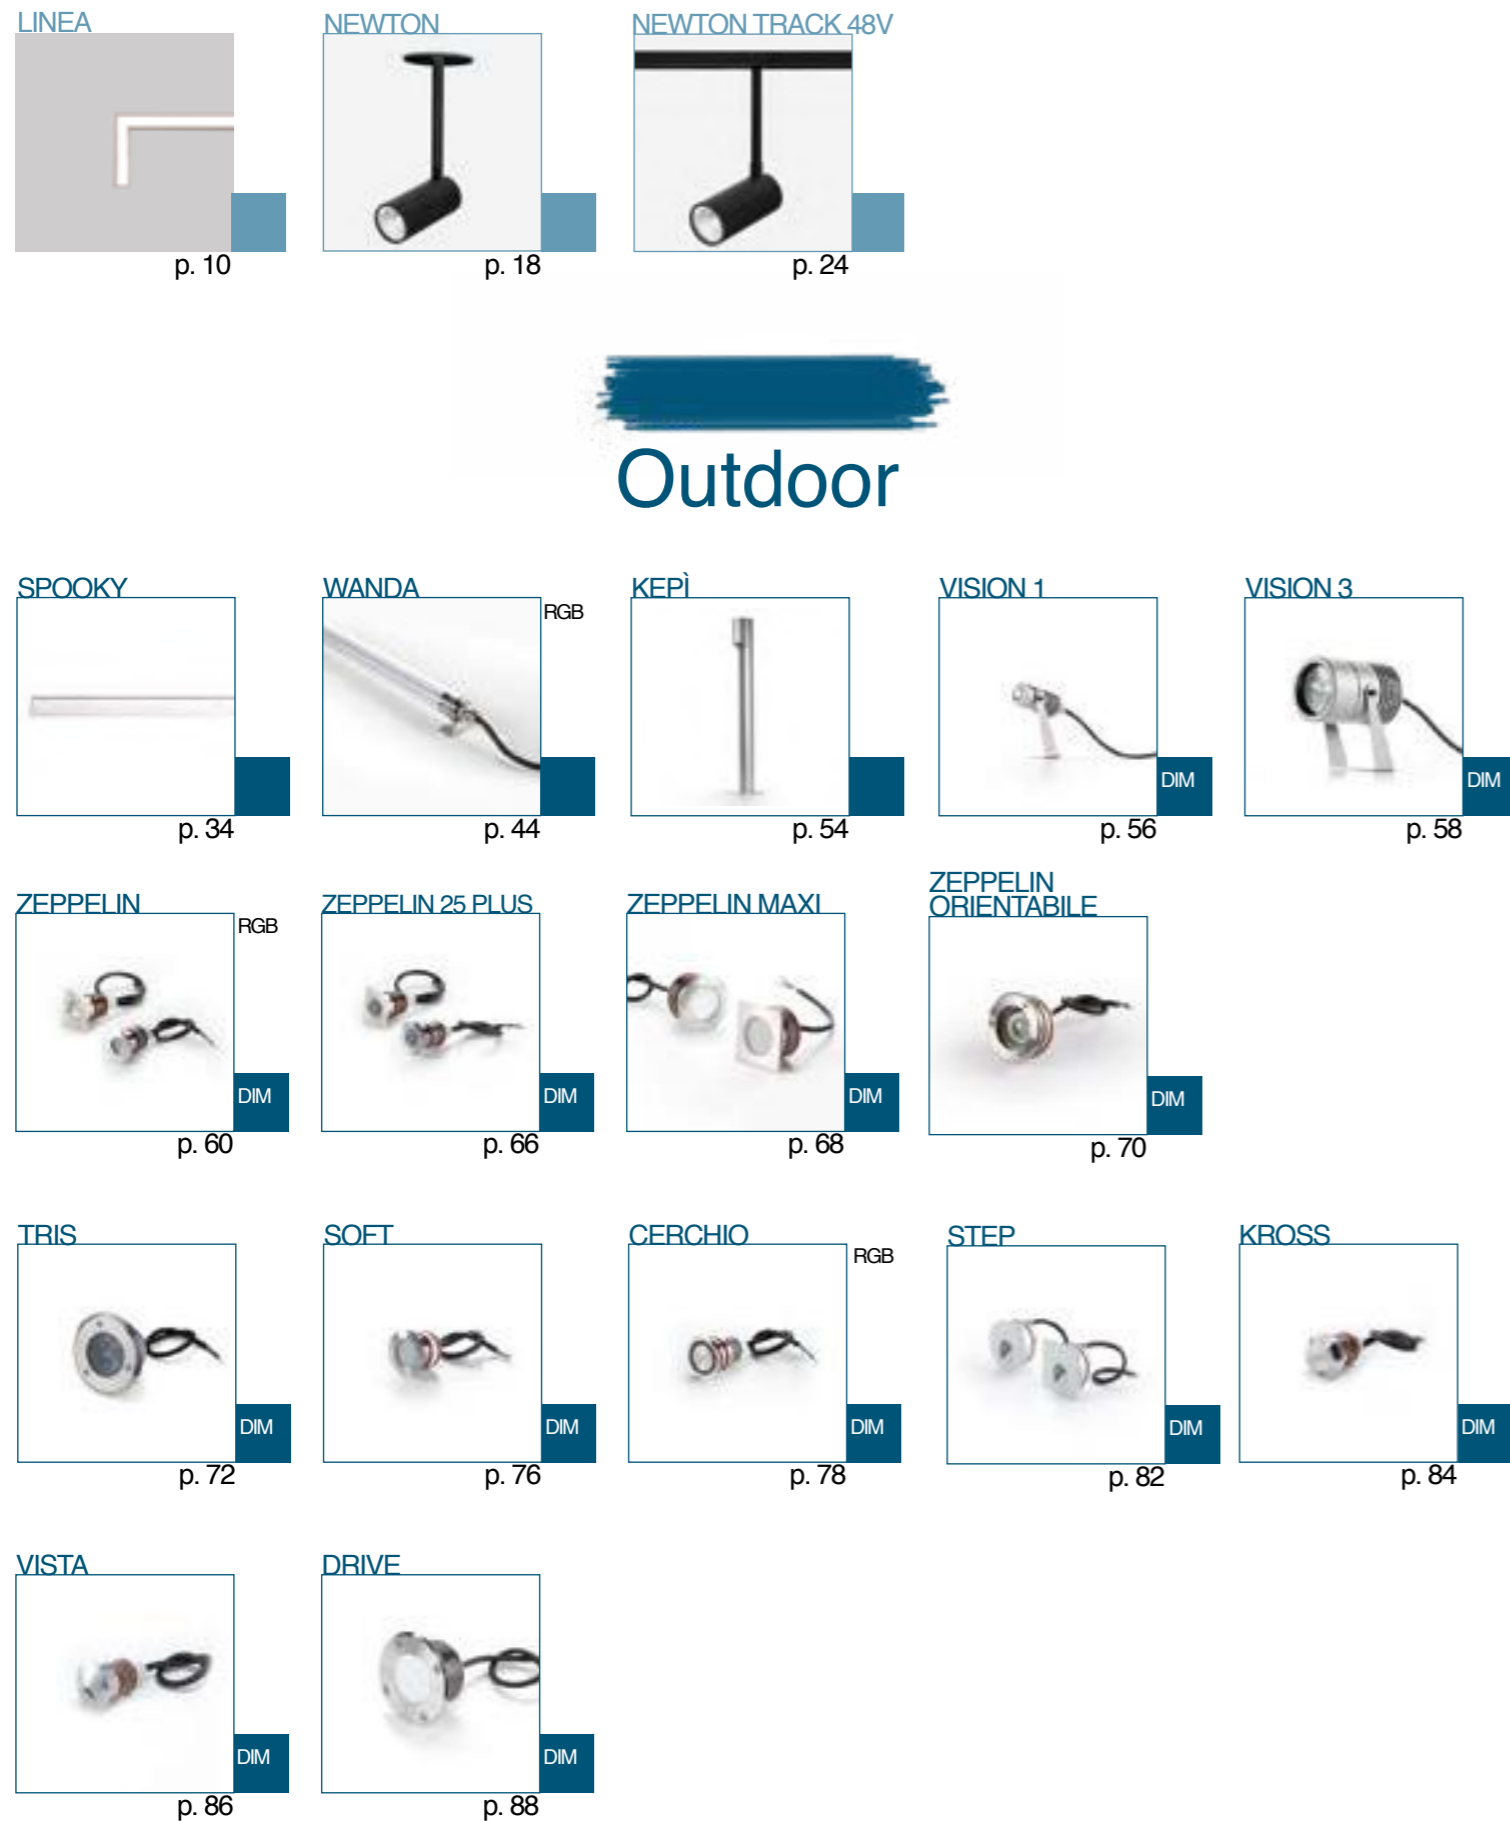 LINEA
NEWTON
NEWTON TRACK 48V
p. 10
p. 18
p. 24
Outdoor
SPOOKY
WANDA
KEPÌ
VISION 1
VISION 3
RGB
DIM
DIM
p. 34
p. 44
p. 54
p. 56
p. 58
ZEPPELIN
ZEPPELIN 25 PLUS
ZEPPELIN MAXI
ZEPPELIN
ORIENTABILE
RGB
DIM
DIM
DIM
DIM
p. 60
p. 66
p. 68
p. 70
TRIS
SOFT
CERCHIO
STEP
KROSS
RGB
DIM
DIM
DIM
DIM
DIM
p. 72
p. 76
p. 78
p. 82
p. 84
VISTA
DRIVE
DIM
DIM
p. 86
p. 88